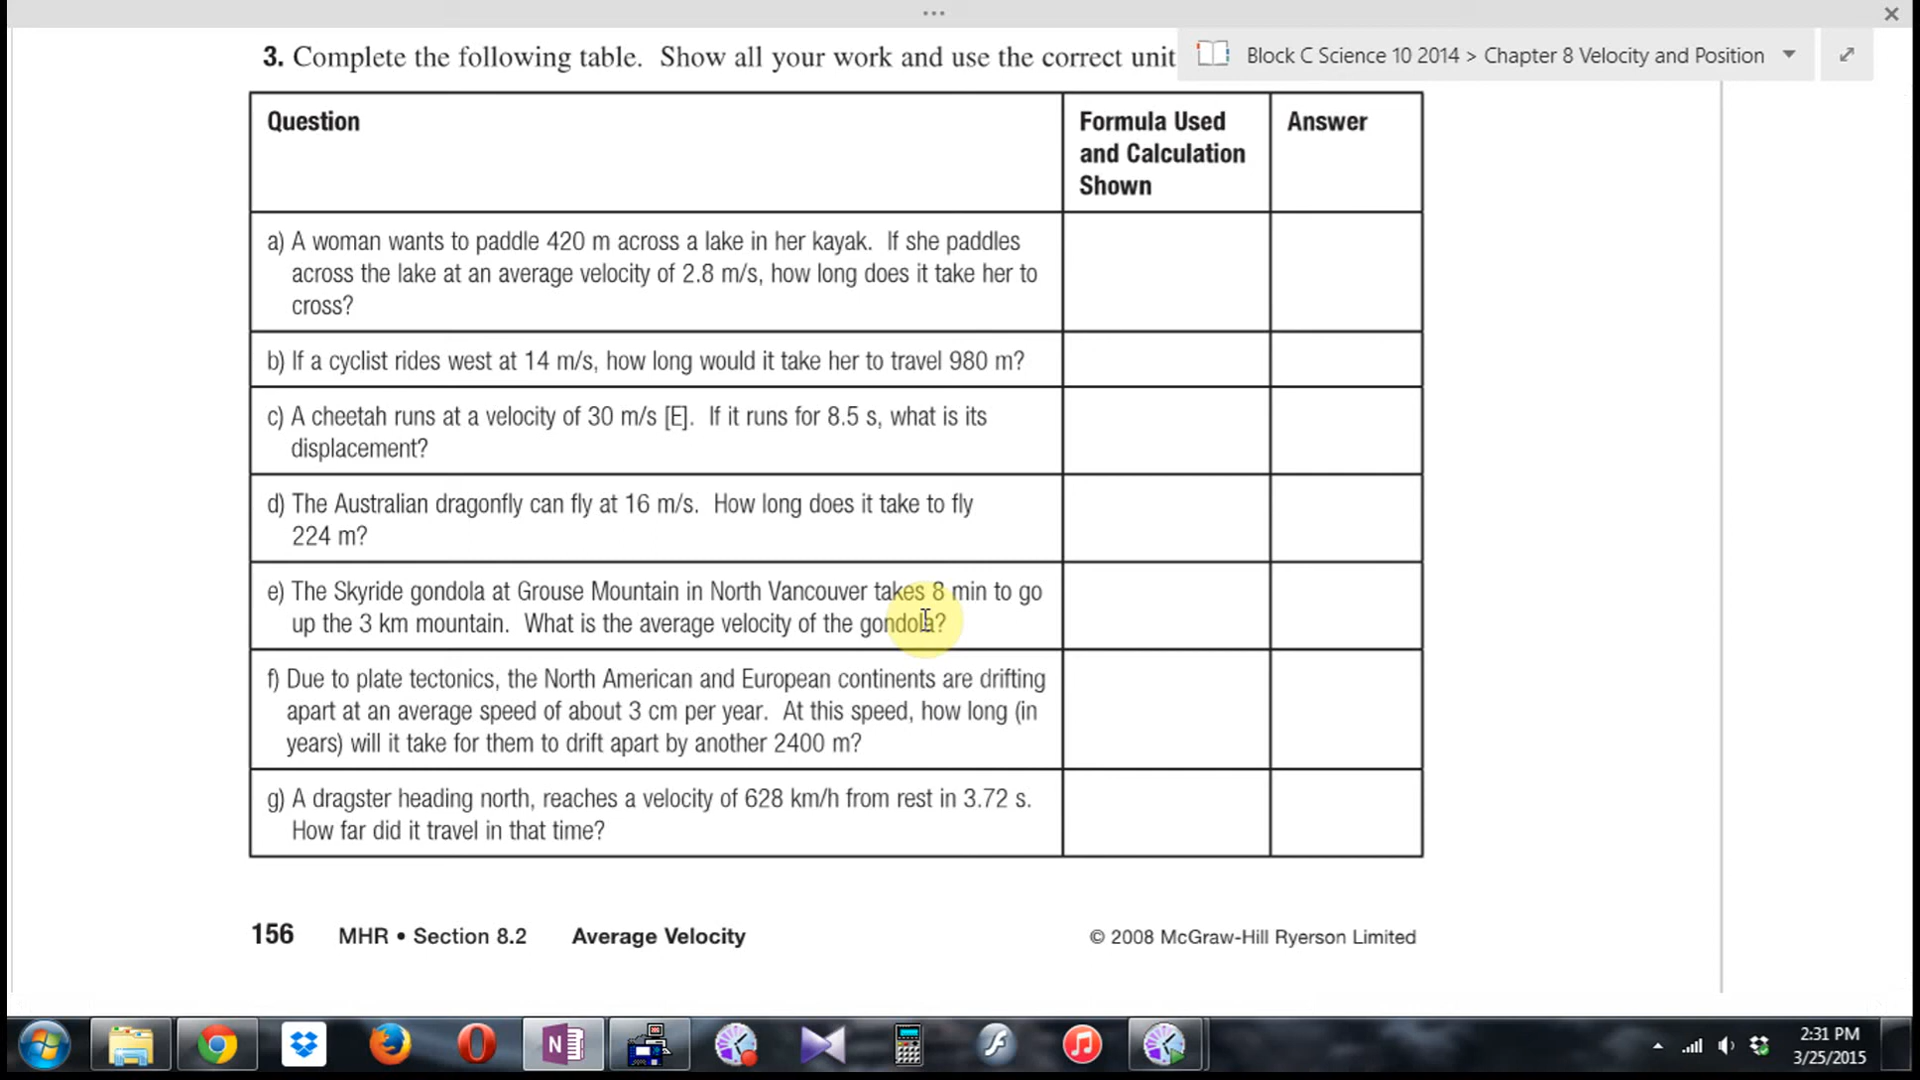 3. Complete the following table. Show all your work and use the correct unit
Block C Science 10 2014 > Chapter 8 Velocity and Position
Question
Formula Used
and Calculation
Shown
Answer
a) A woman wants to paddle 420 m across a lake in her kayak. If she paddles
across the lake at an average velocity of 2.8 m/s, how long does it take her to
cross?
b) If a cyclist rides west at 14 m/s, how long would it take her to travel 980 m?
c) A cheetah runs at a velocity of 30 m/s [E]. If it runs for 8.5 s, what is its
displacement?
d) The Australian dragonfly can fly at 16 m/s. How long does it take to fly
224 m?
e) The Skyride gondola at Grouse Mountain in North Vancouver takes 8 min to go
up the 3 km mountain. What is the average velocity of the gondola?
f) Due to plate tectonics, the North American and European continents are drifting
apart at an average speed of about 3 cm per year. At this speed, how long (in
years) will it take for them to drift apart by another 2400 m?
g) A dragster heading north, reaches a velocity of 628 km/h from rest in 3.72 s.
How far did it travel in that time?
156 MHR • Section 8.2 Average Velocity
© 2008 McGraw-Hill Ryerson Limited
N
2:31 PM
3/25/2015